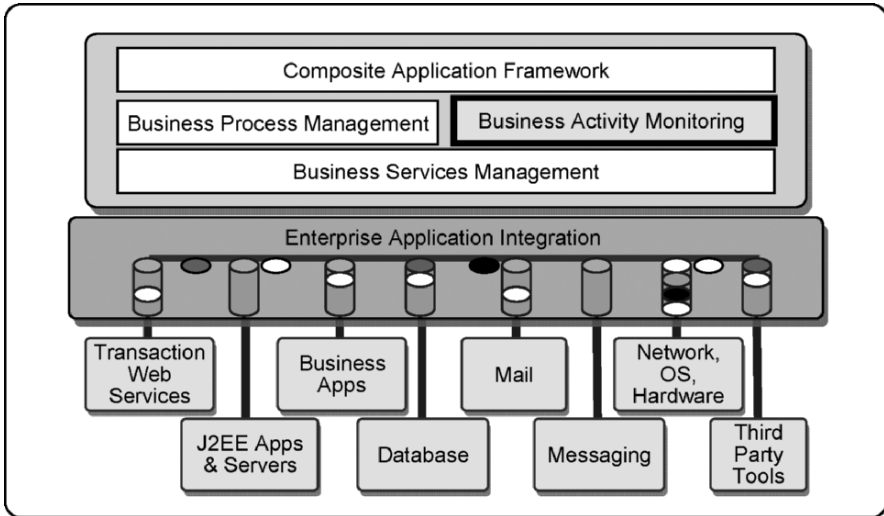 Composite Application Framework
Business Process Management
Business Activity Monitoring
Business Services Management
Enterprise Application Integration
Transaction
Web
Services
Business
Apps
Mail
Network,
OS,
Hardware
J2EE Apps
& Servers
Database
Messaging
Third
Party
Tools